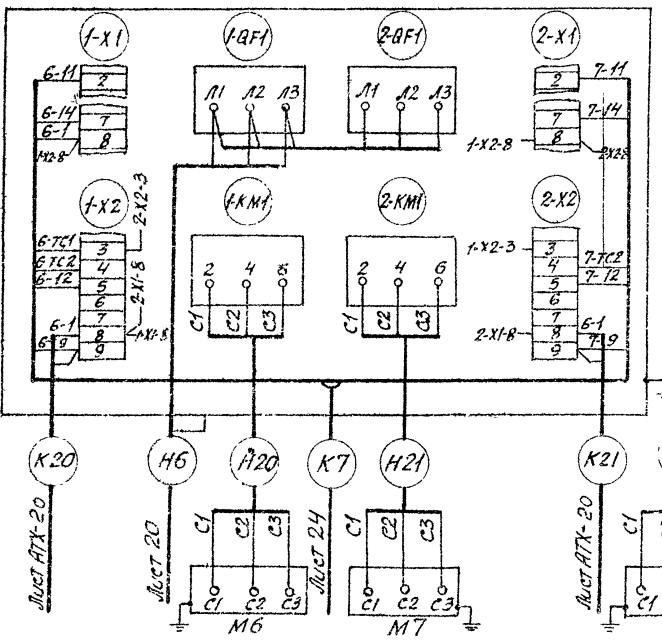 1-X1
1-QF1
2-QF1
2-X1
6-11
2
Л1 Л2 Л3
Л1 Л2 Л3
2
7-11
6-14
7
7
7-14
6-1
8
1-X2-8
8
1-X2-8
2-X2-8
1-X2
2-X2-3
1-KM1
2-KM1
2-X2
6-TC1
3
1-X2-3
3
6-TC2
4
2 4 6
2 4 6
4
7-TC2
6-12
5
2-X1-8
5
7-12
6
6
7
C1 C2 C3
C1 C2 C3
7
6-1
8
1-X1-8
2-X1-8
8
6-1
6-9
9
9
7-9
K20
H6
H20
K7
H21
K21
Лист АТХ-20
Лист 20
C1 C2 C3
Лист 24
C1 C2 C3
Лист АТХ-20
C1
C1 C2 C3
C1 C2 C3
C1
M6
M7